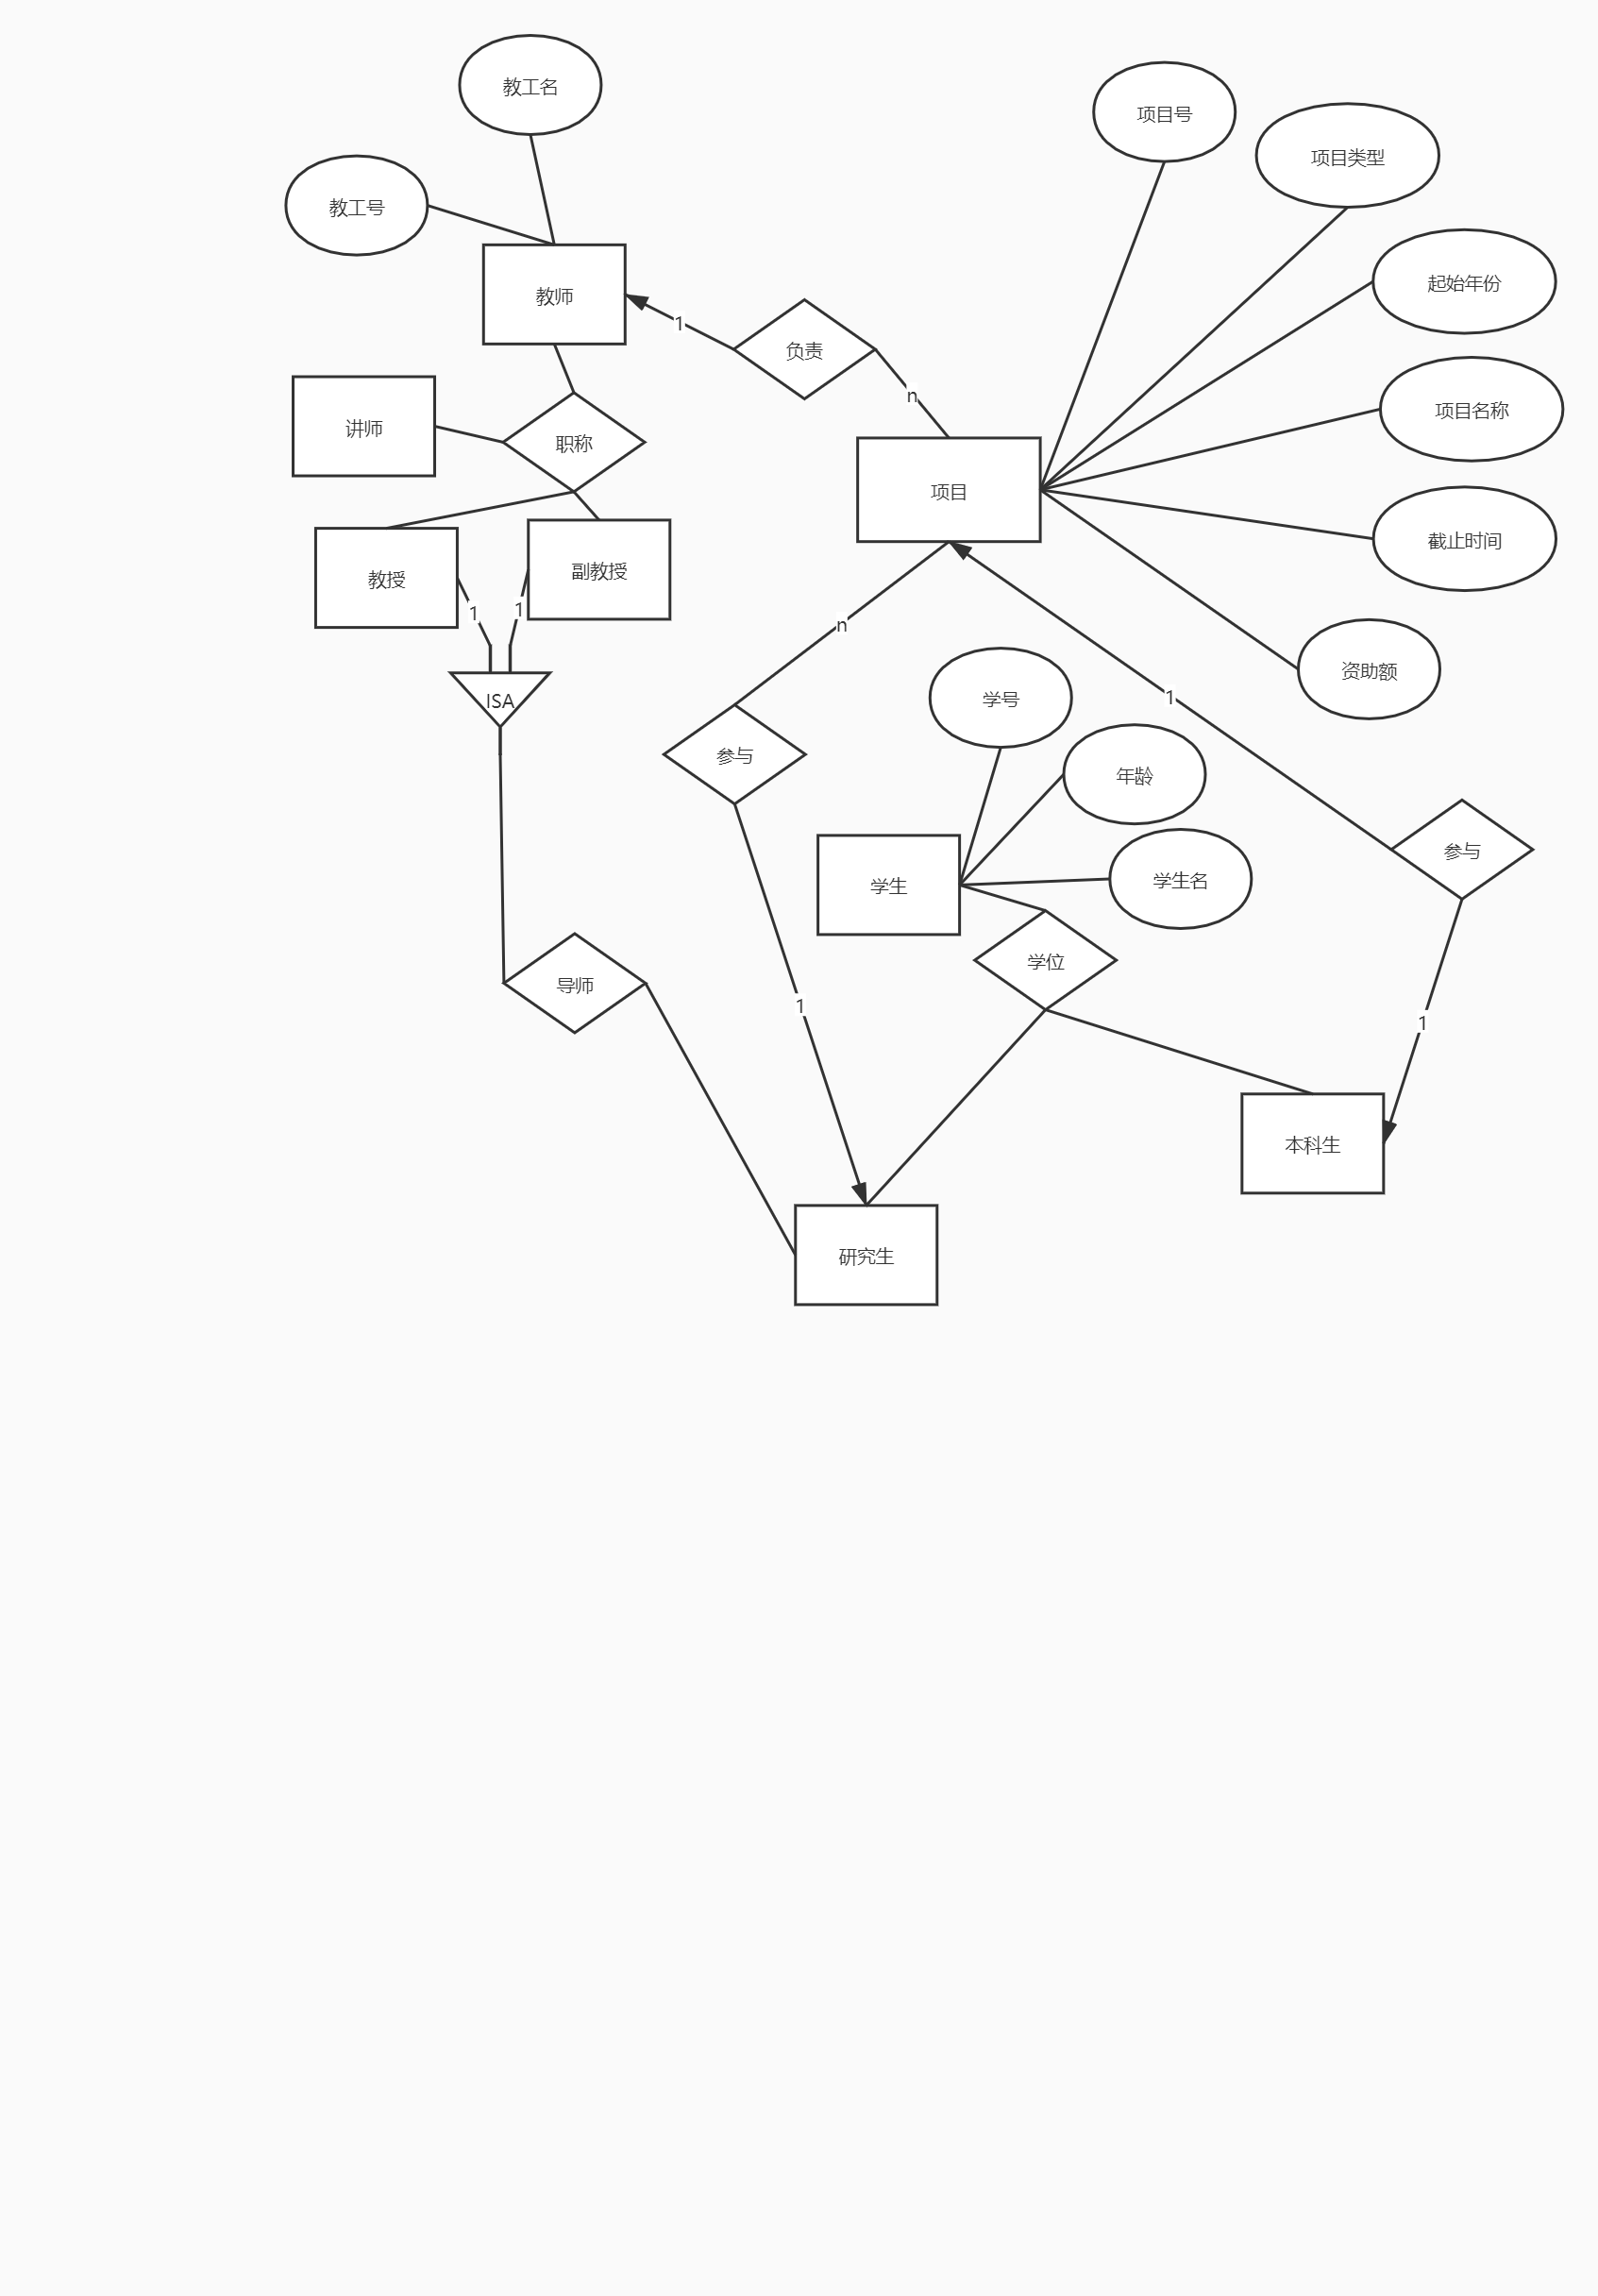 教工名
项目号
项目类型
教工号
起始年份
教师
1
负责
n
项目名称
讲师
职称
项目
截止时间
教授
副教授
1
1
n
资助额
ISA
学号
1
参与
年龄
参与
学生
学生名
学位
导师
1
1
本科生
研究生